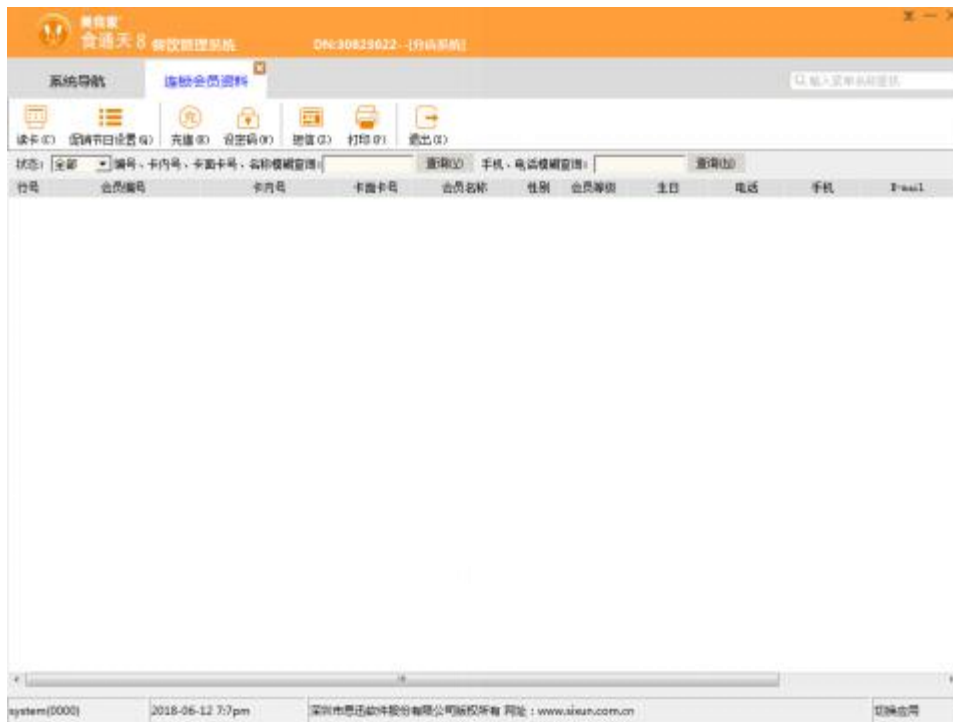 食通天8 餐饮管理系统 DN:30829022--[分店系统]
系统导航 连锁会员资料
读卡(C) 促销节日设置(G) 充值(R) 设密码(W) 短信(Z) 打印(P) 退出(X)
状态: 全部 编号、卡内号、卡面卡号、名称模糊查询: 查询(V) 手机、电话模糊查询: 查询(b)
行号 会员编号 卡内号 卡面卡号 会员名称 性别 会员等级 生日 电话 手机 E-mail
system(0000) 2018-06-12 7:7pm 深圳市思迅软件股份有限公司版权所有 网址:www.sixun.com.cn 切换应用